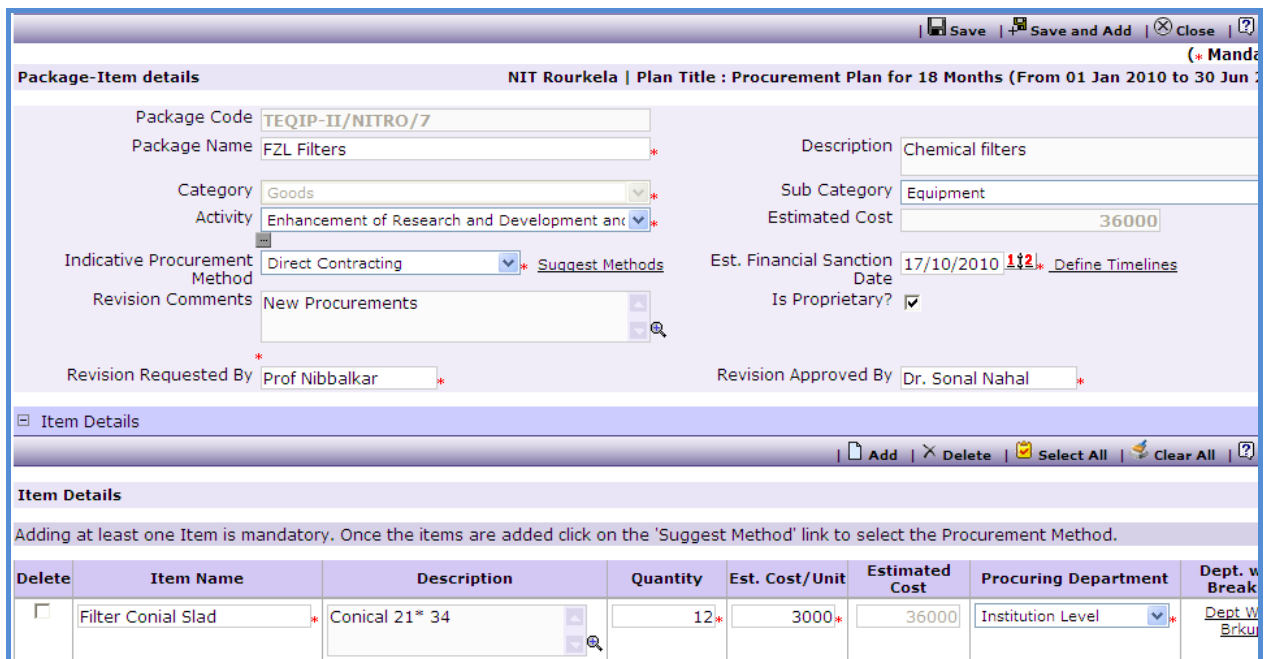 | Save | Save and Add | Close |
(* Manda
Package-Item details NIT Rourkela | Plan Title : Procurement Plan for 18 Months (From 01 Jan 2010 to 30 Jun
Package Code TEQIP-II/NITRO/7
Package Name FZL Filters * Description Chemical filters
Category Goods * Sub Category Equipment
Activity Enhancement of Research and Development and * Estimated Cost 36000
...
Indicative Procurement Method Direct Contracting * Suggest Methods Est. Financial Sanction Date 17/10/2010 * Define Timelines
Revision Comments New Procurements Is Proprietary?
*
Revision Requested By Prof Nibbalkar * Revision Approved By Dr. Sonal Nahal *
Item Details
| Add | Delete | Select All | Clear All |
Item Details
Adding at least one Item is mandatory. Once the items are added click on the 'Suggest Method' link to select the Procurement Method.
Delete Item Name Description Quantity Est. Cost/Unit Estimated Cost Procuring Department Dept. w Break
Filter Conial Slad * Conical 21* 34 12* 3000* 36000 Institution Level * Dept W Brku